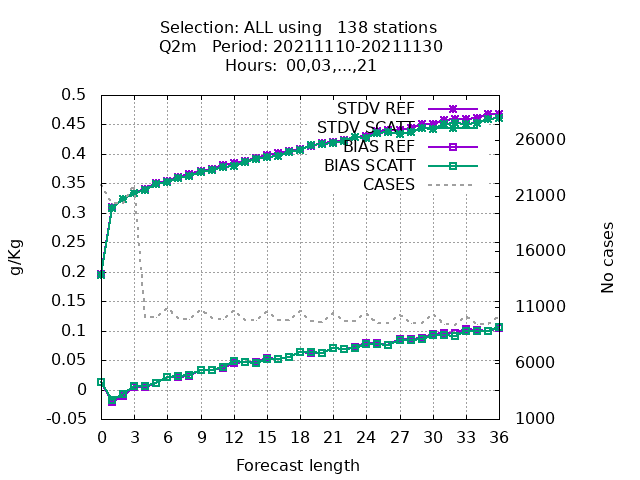 Selection: ALL using   138 stations
Q2m   Period: 20211110-20211130
Hours: 00,03,...,21
STDV REF
STDV SCATT
BIAS REF
BIAS SCATT
CASES
0.5
0.45
0.4
0.35
0.3
0.25
0.2
0.15
0.1
0.05
0
-0.05
g/Kg
26000
21000
16000
11000
6000
1000
No cases
0 3 6 9 12 15 18 21 24 27 30 33 36
Forecast length